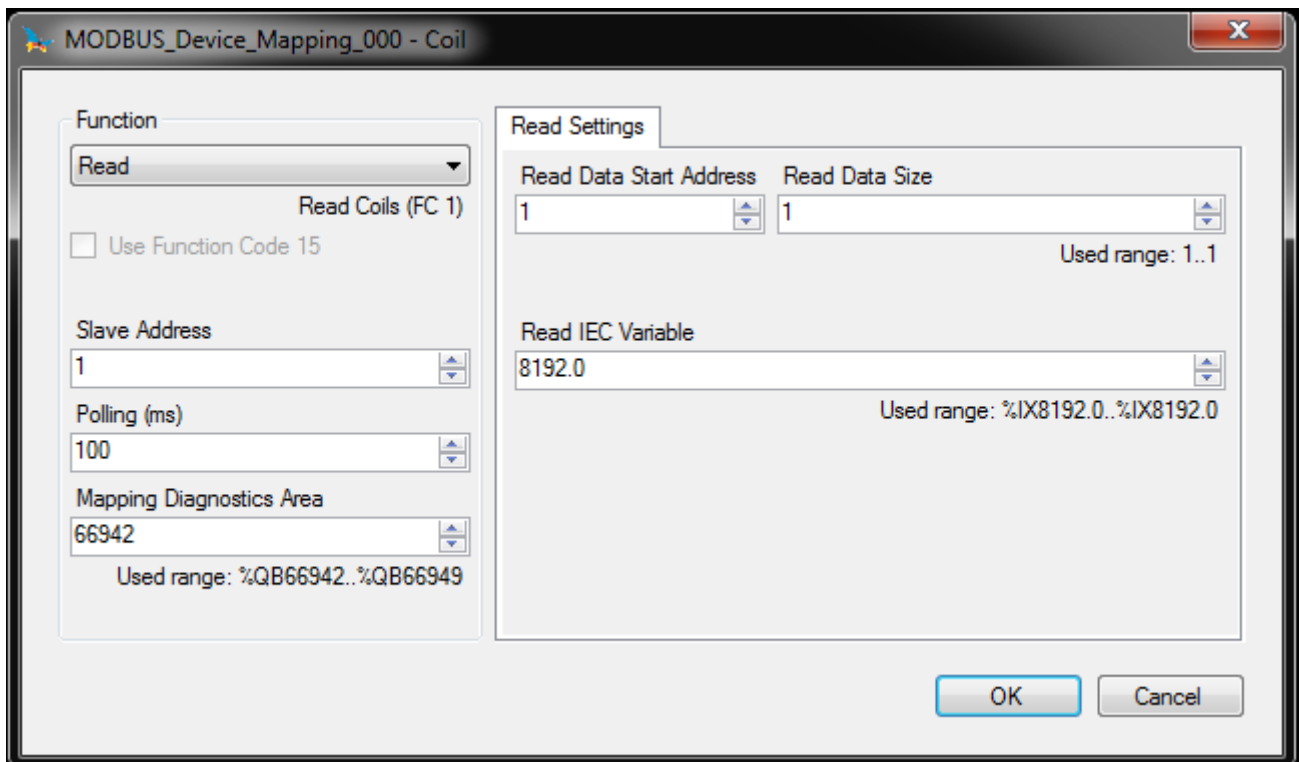 MODBUS_Device_Mapping_000 - Coil
Function
Read
Read Coils (FC 1)
Use Function Code 15
Slave Address
1
Polling (ms)
100
Mapping Diagnostics Area
66942
Used range: %QB66942..%QB66949
Read Settings
Read Data Start Address Read Data Size
1 1
Used range: 1..1
Read IEC Variable
8192.0
Used range: %IX8192.0..%IX8192.0
OK Cancel